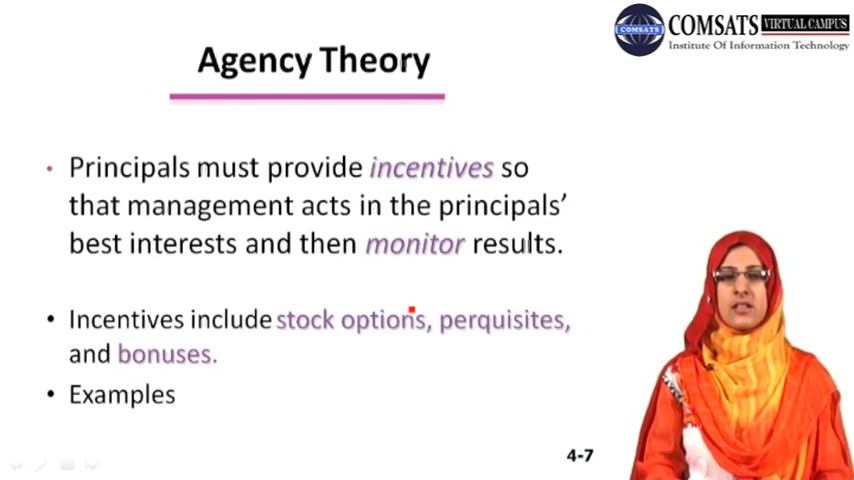 COMSATS VIRTUAL CAMPUS
COMSATS
Institute Of Information Technology
Agency Theory
• Principals must provide incentives so
that management acts in the principals’
best interests and then monitor results.
• Incentives include stock options, perquisites,
and bonuses.
• Examples
4-7